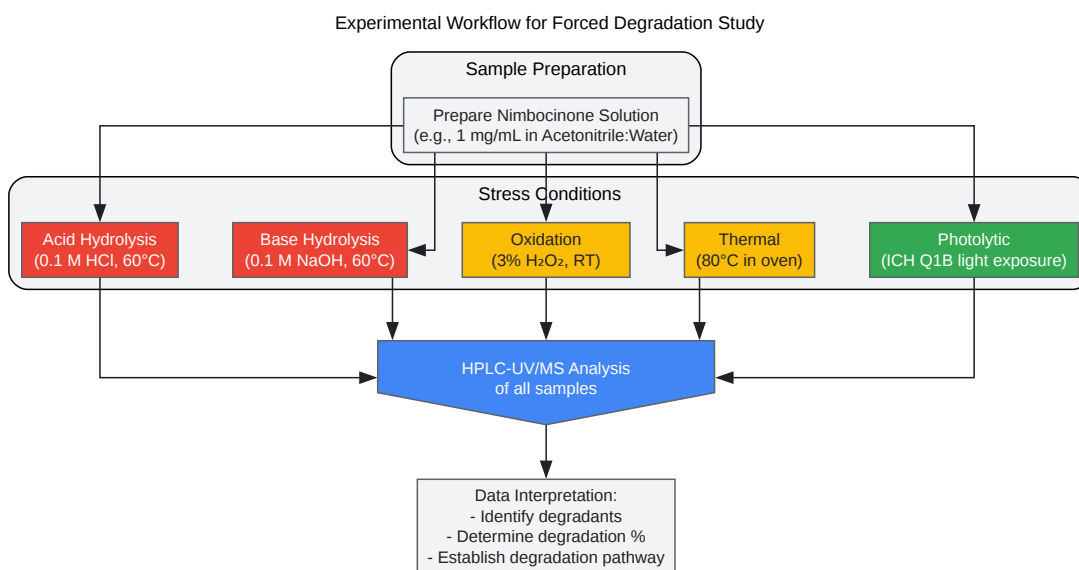 Experimental Workflow for Forced Degradation Study
Sample Preparation
Prepare Nimbocinone Solution
(e.g., 1 mg/mL in Acetonitrile:Water)
Stress Conditions
Acid Hydrolysis
(0.1 M HCl, 60°C)
Base Hydrolysis
(0.1 M NaOH, 60°C)
Oxidation
(3% H₂O₂, RT)
Thermal
(80°C in oven)
Photolytic
(ICH Q1B light exposure)
HPLC-UV/MS Analysis
of all samples
Data Interpretation:
- Identify degradants
- Determine degradation %
- Establish degradation pathway